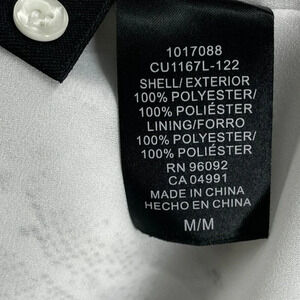 1017088
CU1167L-122
SHELL/EXTERIOR
100% POLYESTER/
100% POLIÉSTER
LINING/FORRO
100% POLYESTER/
100% POLIÉSTER
RN 96092
CA 04991
MADE IN CHINA
HECHO EN CHINA
M/M